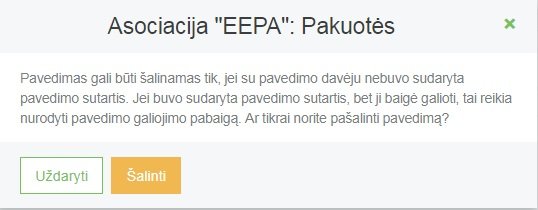 Asociacija "EEPA": Pakuotės
Pavedimas gali būti šalinamas tik, jei su pavedimo davėju nebuvo sudaryta
pavedimo sutartis. Jei buvo sudaryta pavedimo sutartis, bet ji baigė galioti, tai reikia
nurodyti pavedimo galiojimo pabaigą. Ar tikrai norite pašalinti pavedimą?
Uždaryti Šalinti